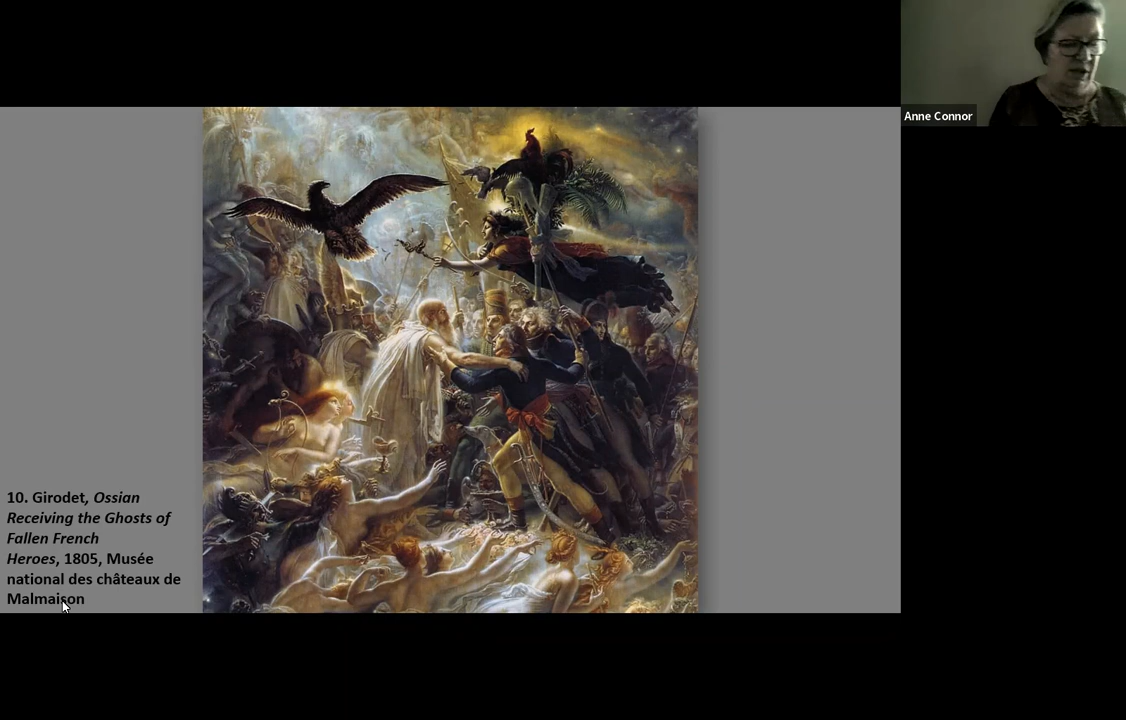 Anne Connor
10. Girodet, Ossian
Receiving the Ghosts of
Fallen French
Heroes, 1805, Musée
national des châteaux de
Malmaison